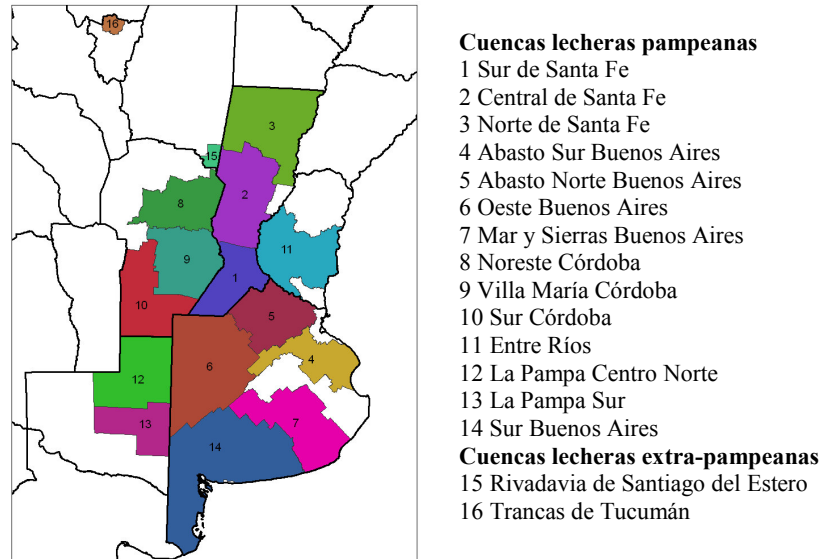 16
3
15
2
8
11
9
1
10
5
4
6
12
13
7
14
Cuencas lecheras pampeanas
1 Sur de Santa Fe
2 Central de Santa Fe
3 Norte de Santa Fe
4 Abasto Sur Buenos Aires
5 Abasto Norte Buenos Aires
6 Oeste Buenos Aires
7 Mar y Sierras Buenos Aires
8 Noreste Córdoba
9 Villa María Córdoba
10 Sur Córdoba
11 Entre Ríos
12 La Pampa Centro Norte
13 La Pampa Sur
14 Sur Buenos Aires
Cuencas lecheras extra-pampeanas
15 Rivadavia de Santiago del Estero
16 Trancas de Tucumán